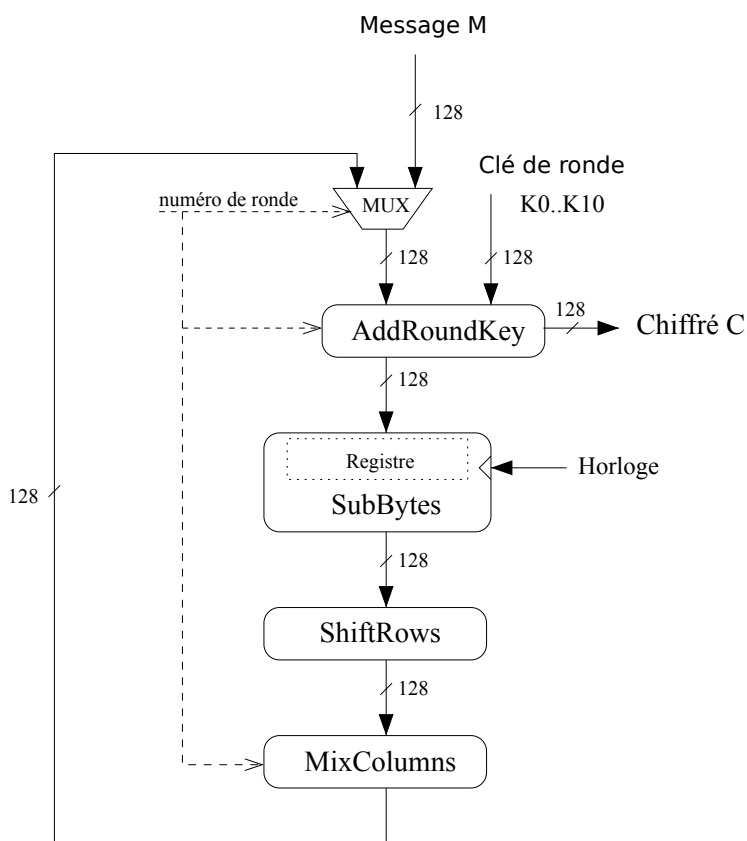 Message M
128
Clé de ronde
K0..K10
numéro de ronde
MUX
128
128
AddRoundKey
128
Chiffré C
128
Registre
Horloge
SubBytes
128
128
ShiftRows
128
MixColumns